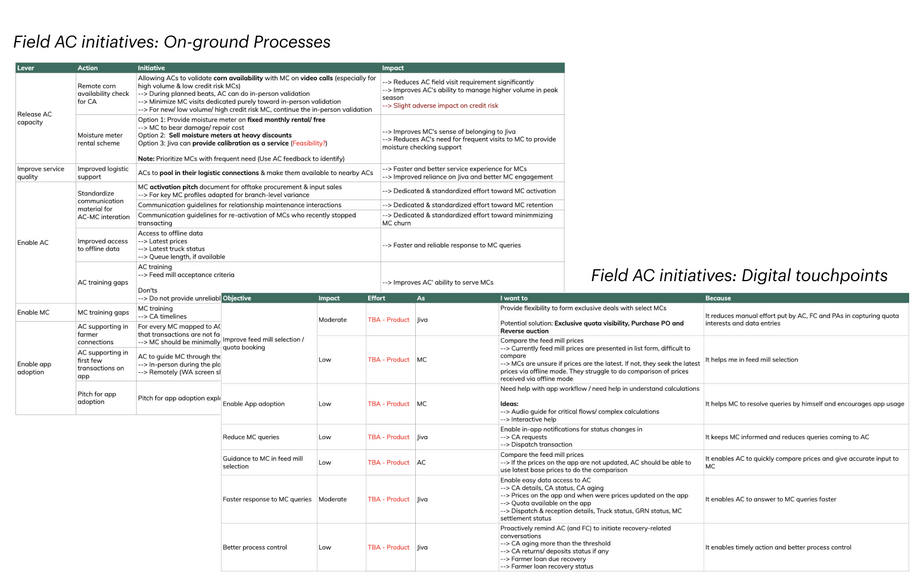 Field AC initiatives: On-ground Processes
Lever Action Initiative Impact
Release AC capacity
Remote corn availability check for CA
Allowing ACs to validate corn availability with MC on video calls (especially for high volume & low credit risk MCs)
--> During planned beats, AC can do in-person validation
--> Minimize MC visits dedicated purely toward in-person validation
--> For new/ low volume/ high credit risk MC, continue the in-person validation
--> Reduces AC field visit requirement significantly
--> Improves AC's ability to manage higher volume in peak season
--> Slight adverse impact on credit risk
Moisture meter rental scheme
Option 1: Provide moisture meter on fixed monthly rental/ free
--> MC to bear damage/ repair cost
Option 2: Sell moisture meters at heavy discounts
Option 3: Jiva can provide calibration as a service (Feasibility?)
Note: Prioritize MCs with frequent need (Use AC feedback to identify)
--> Improves MC's sense of belonging to Jiva
--> Reduces AC's need for frequent visits to MC to provide moisture checking support
Improve service quality
Improved logistic support
ACs to pool in their logistic connections & make them available to nearby ACs
--> Faster and better service experience for MCs
--> Improved reliance on Jiva and better MC engagement
Enable AC
Standardize communication material for AC-MC interation
MC activation pitch document for offtake procurement & input sales
--> For key MC profiles adapted for branch-level variance
--> Dedicated & standardized effort toward MC activation
Communication guidelines for relationship maintenance interactions
--> Dedicated & standardized effort toward MC retention
Communication guidelines for re-activation of MCs who recently stopped transacting
--> Dedicated & standardized effort toward minimmizing MC churn
Improved access to offline data
Access to offline data
--> Latest prices
--> Latest truck status
--> Queue length, if available
--> Faster and reliable response to MC queries
AC training gaps
AC training
--> Feed mill acceptance criteria
Don'ts
--> Do not provide unreliabl
--> Improves AC' ability to serve MCs
Enable MC
MC training gaps
MC training
--> CA timelines
Enable app adoption
AC supporting in farmer connections
For every MC mapped to AC
that transactions are not fa
--> MC should be minimally
AC supporting in first few transactions on app
AC to guide MC through the
--> In-person during the pla
--> Remotely (WA screen sh
Pitch for app adoption
Pitch for app adoption expla
Field AC initiatives: Digital touchpoints
Objective Impact Effort As I want to Because
Improve feed mill selection / quota booking
Moderate TBA - Product Jiva
Provide flexibility to form exclusive deals with select MCs
Potential solution: Exclusive quota visibility, Purchase PO and Reverse auction
It reduces manual effort put by AC, FC and PAs in capturing quota interests and data entries
Low TBA - Product MC
Compare the feed mill prices
--> Currently feed mill prices are presented in list form, difficult to compare
--> MCs are unsure if prices are the latest. If not, they seek the latest prices via offline mode. They struggle to do comparison of prices received via offline mode
It helps me in feed mill selection
Enable App adoption Low TBA - Product MC
Need help with app workflow / need help in understand calculations
Ideas:
--> Audio guide for critical flows/ complex calculations
--> Interactive help
It helps MC to resolve queries by himself and encourages app usage
Reduce MC queries Low TBA - Product Jiva
Enable in-app notifications for status changes in
--> CA requests
--> Dispatch transaction
It keeps MC informed and reduces queries coming to AC
Guidance to MC in feed mill selection
Low TBA - Product AC
Compare the feed mill prices
--> If the prices on the app are not updated, AC should be able to use latest base prices to do the comparison
It enables AC to quickly compare prices and give accurate input to MC
Faster response to MC queries Moderate TBA - Product Jiva
Enable easy data access to AC
--> CA details, CA status, CA aging
--> Prices on the app and when were prices updated on the app
--> Quota available on the app
--> Dispatch & reception details, Truck status, GRN status, MC settlement status
It enables AC to answer to MC queries faster
Better process control Low TBA - Product Jiva
Proactively remind AC (and FC) to initiate recovery-related conversations
--> CA aging more than the threshold
--> CA returns/ deposits status if any
--> Farmer loan due recovery
--> Farmer loan recovery status
It enables timely action and better process control